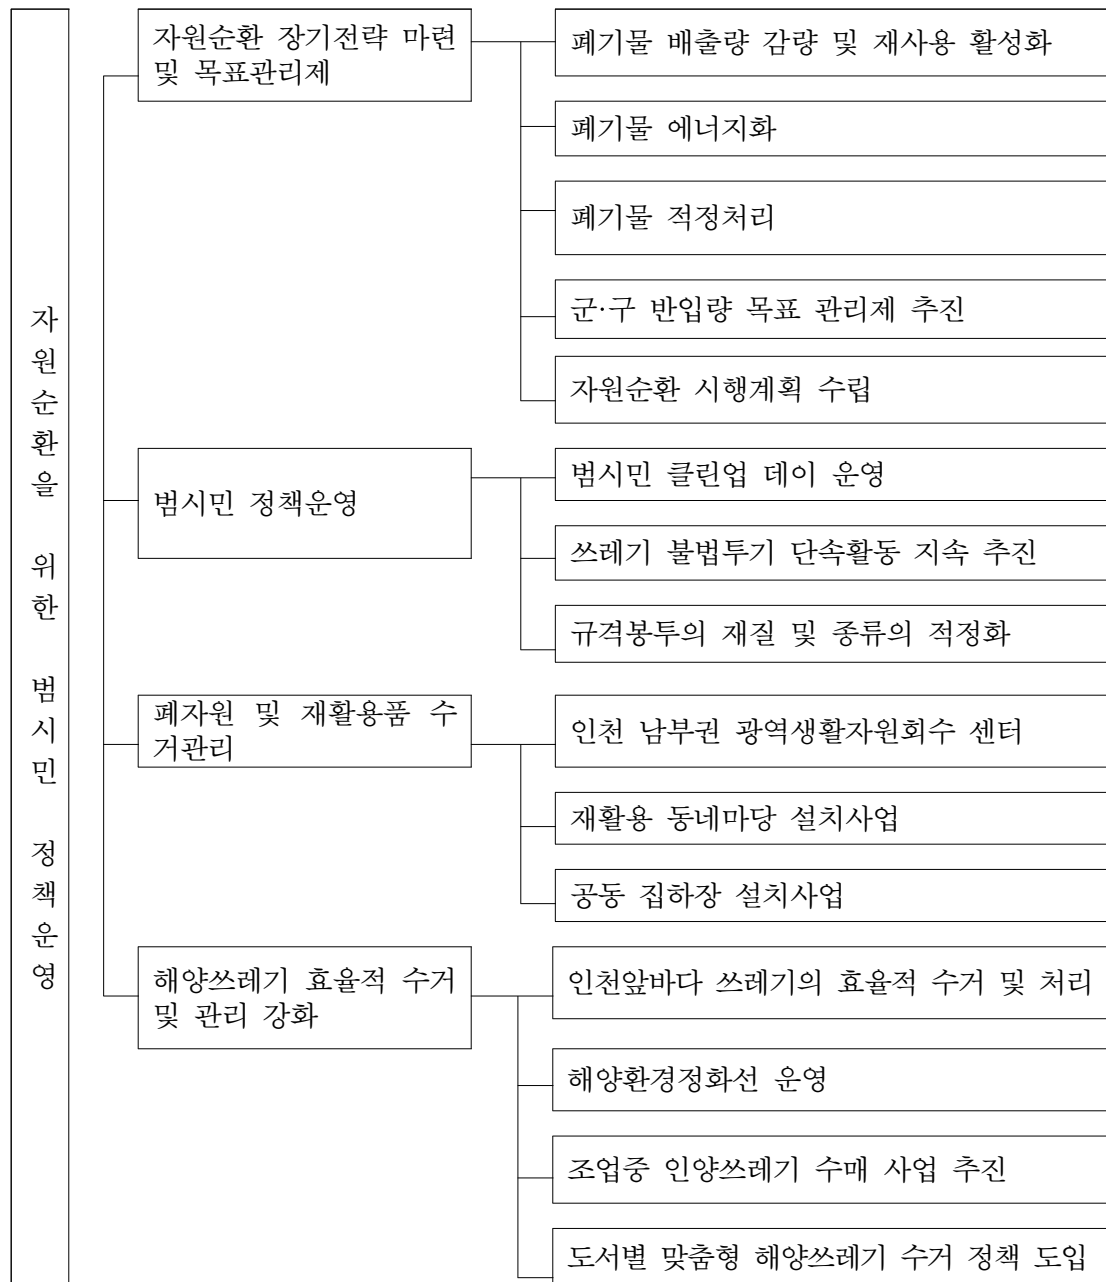 자원순환을 위한 범시민 정책운영
자원순환 장기전략 마련
및 목표관리제
폐기물 배출량 감량 및 재사용 활성화
폐기물 에너지화
폐기물 적정처리
군·구 반입량 목표 관리제 추진
자원순환 시행계획 수립
범시민 정책운영
범시민 클린업 데이 운영
쓰레기 불법투기 단속활동 지속 추진
규격봉투의 재질 및 종류의 적정화
폐자원 및 재활용품 수
거관리
인천 남부권 광역생활자원회수 센터
재활용 동네마당 설치사업
공동 집하장 설치사업
해양쓰레기 효율적 수거
및 관리 강화
인천앞바다 쓰레기의 효율적 수거 및 처리
해양환경정화선 운영
조업중 인양쓰레기 수매 사업 추진
도서별 맞춤형 해양쓰레기 수거 정책 도입